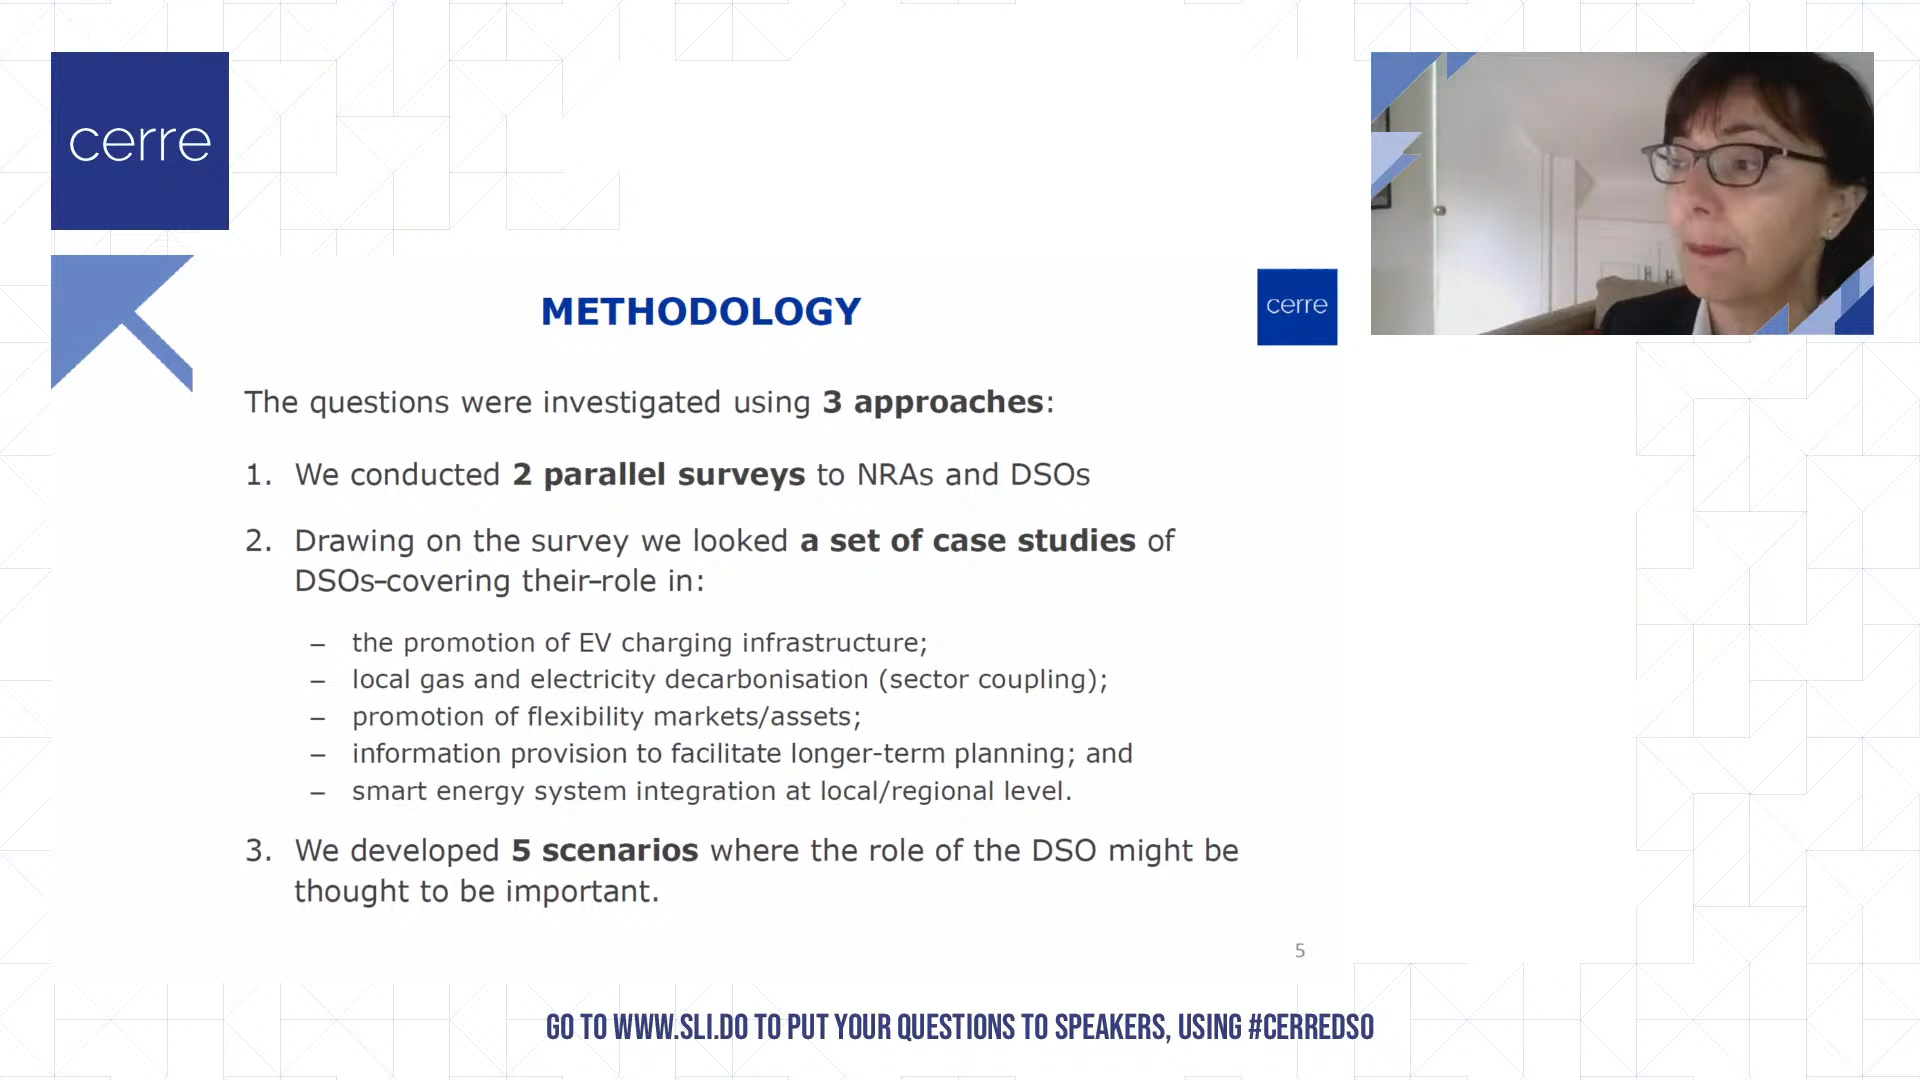 cerre
METHODOLOGY
cerre
The questions were investigated using 3 approaches:
1. We conducted 2 parallel surveys to NRAs and DSOs
2. Drawing on the survey we looked a set of case studies of
DSOs–covering their–role in:
– the promotion of EV charging infrastructure;
– local gas and electricity decarbonisation (sector coupling);
– promotion of flexibility markets/assets;
– information provision to facilitate longer-term planning; and
– smart energy system integration at local/regional level.
3. We developed 5 scenarios where the role of the DSO might be
thought to be important.
5
GO TO WWW.SLI.DO TO PUT YOUR QUESTIONS TO SPEAKERS, USING #CERREDSO